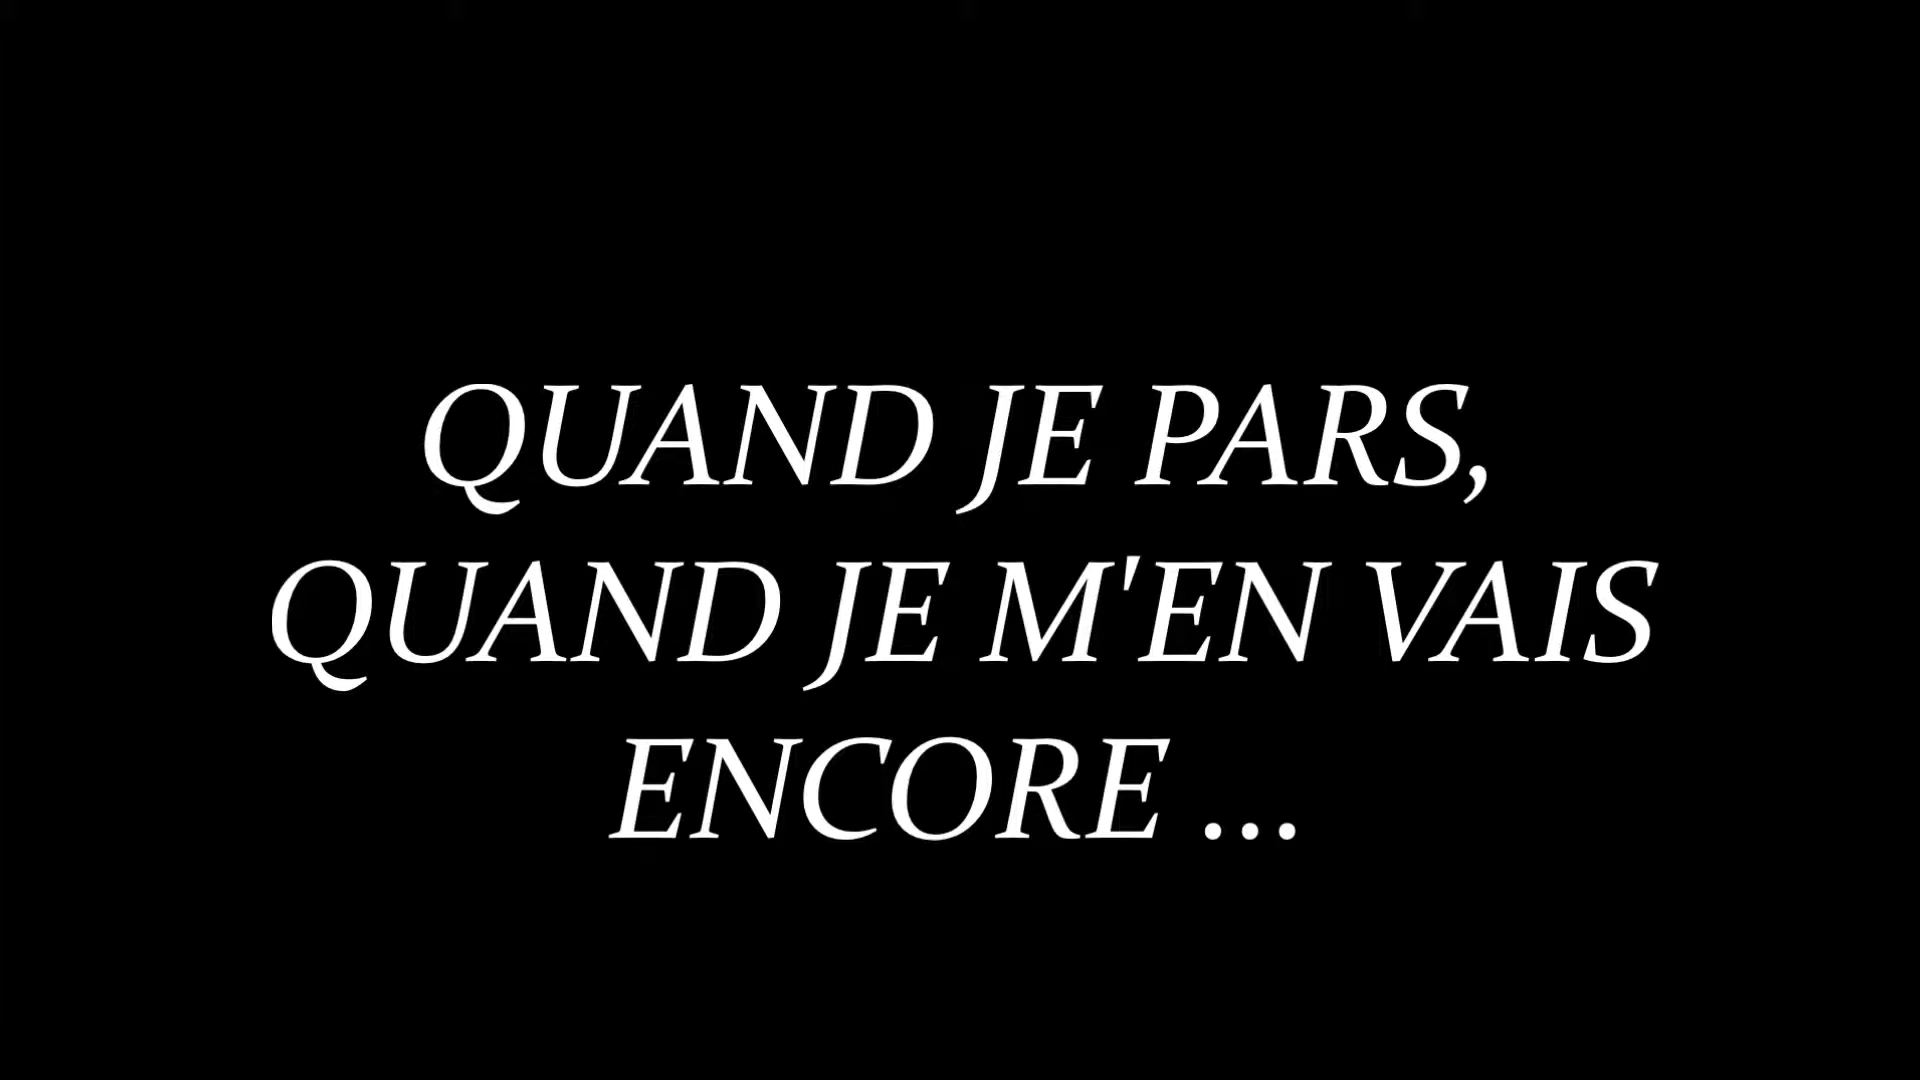 QUAND JE PARS,
QUAND JE M'EN VAIS
ENCORE ...